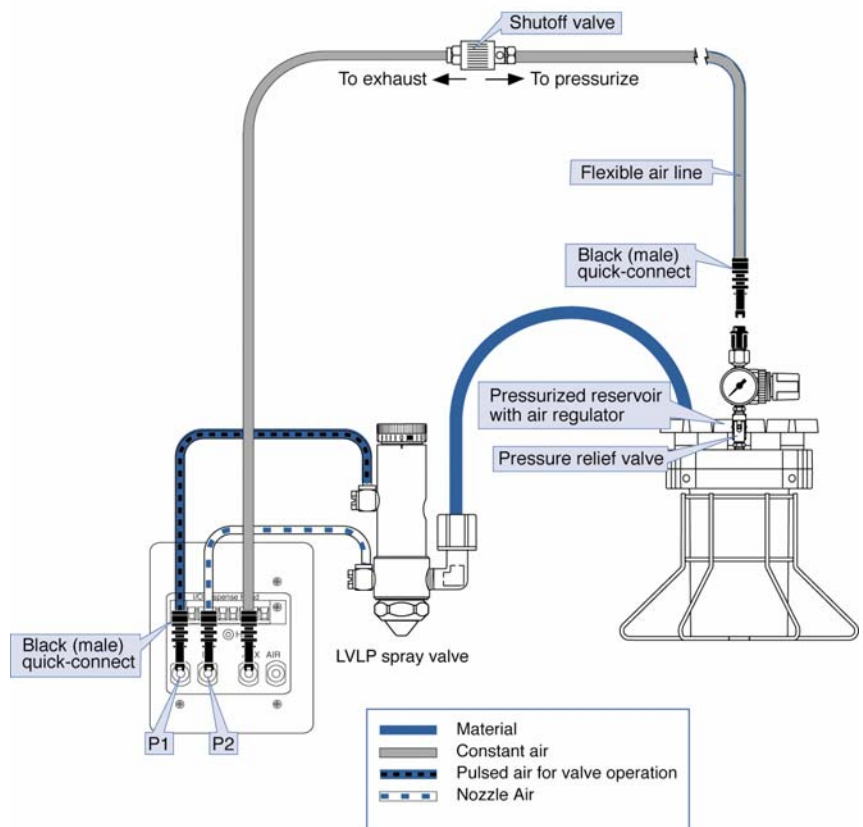 Shutoff valve
To exhaust
To pressurize
Flexible air line
Black (male)
quick-connect
Pressurized reservoir
with air regulator
Pressure relief valve
Black (male)
quick-connect
AIR
LVLP spray valve
P1
P2
Material
Constant air
Pulsed air for valve operation
Nozzle Air